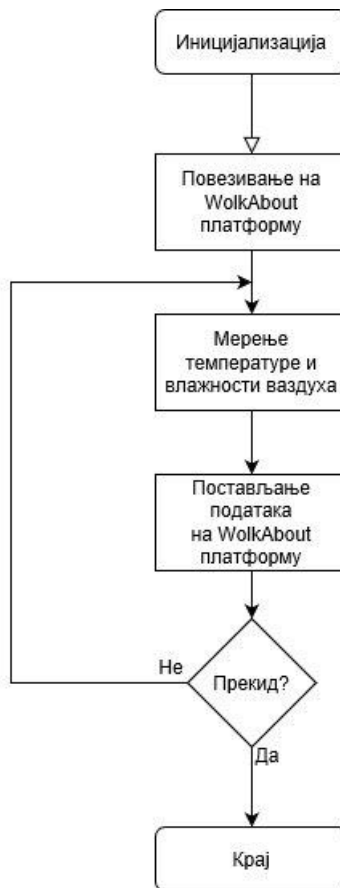 Иницијализација
Повезивање на
WolkAbout
платформу
Мерење
температуре и
влажности ваздуха
Постављање
података
на WolkAbout
платформу
Не
Прекид?
Да
Крај